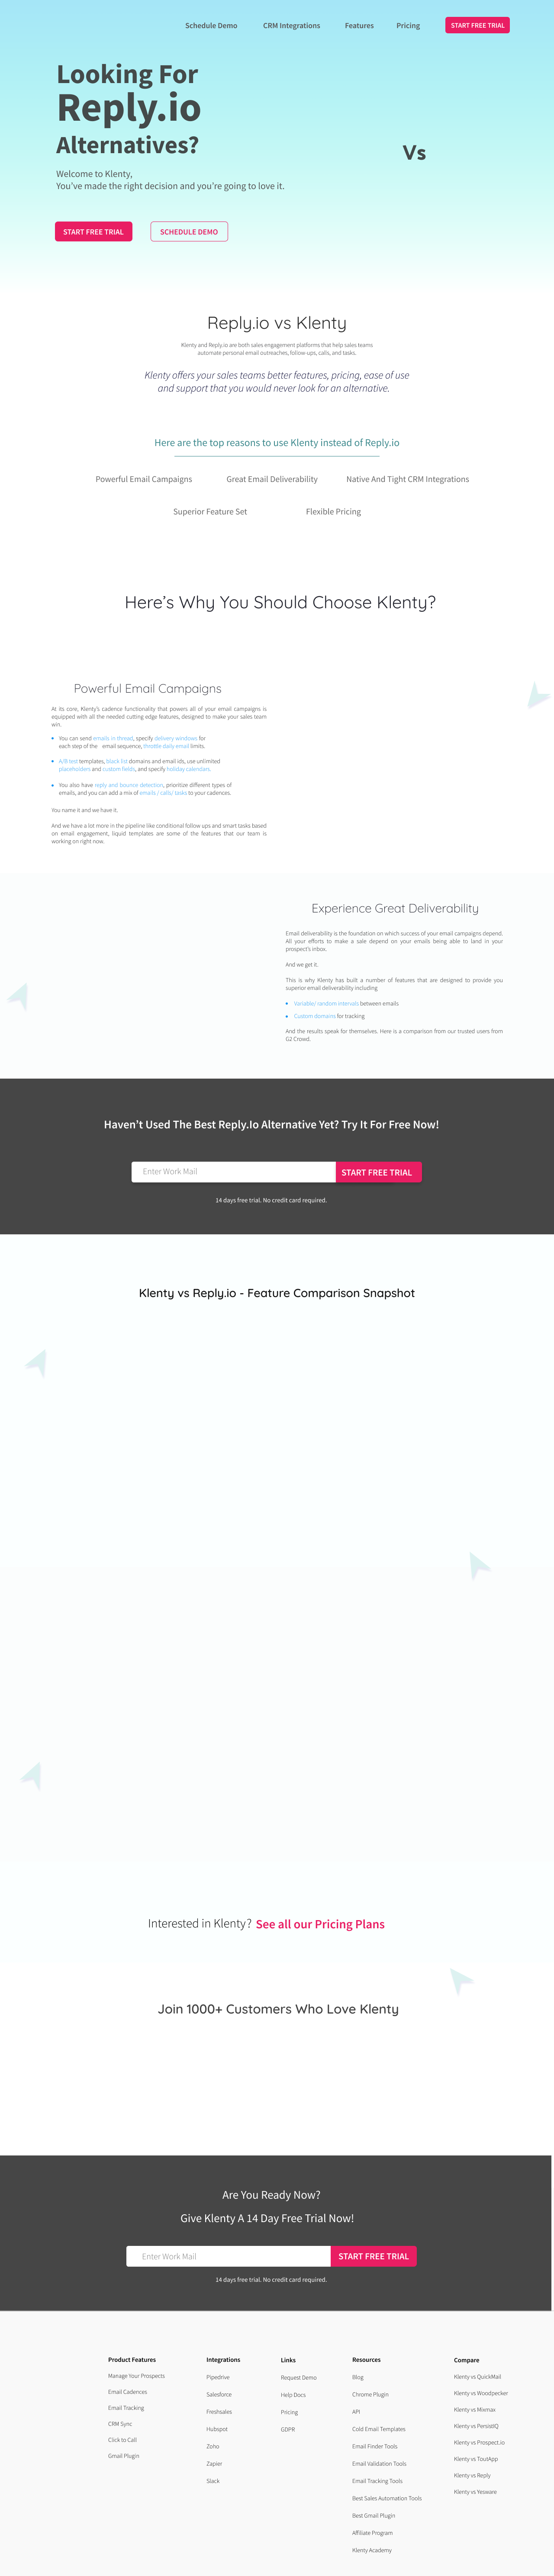 Schedule Demo CRM Integrations Features Pricing START FREE TRIAL
Looking For
Reply.io
Alternatives?
Vs
Welcome to Klenty,
You've made the right decision and you're going to love it.
START FREE TRIAL SCHEDULE DEMO
Reply.io vs Klenty
Klenty and Reply.io are both sales engagement platforms that help sales teams
automate personal email outreaches, follow-ups, calls, and tasks.
Klenty offers your sales teams better features, pricing, ease of use
and support that you would never look for an alternative.
Here are the top reasons to use Klenty instead of Reply.io
Powerful Email Campaigns Great Email Deliverability Native And Tight CRM Integrations
Superior Feature Set Flexible Pricing
Here's Why You Should Choose Klenty?
Powerful Email Campaigns
At its core, Klenty's cadence functionality that powers all of your email campaigns is
equipped with all the needed cutting edge features, designed to make your sales team
win.
You can send emails in thread, specify delivery windows for
each step of the email sequence, throttle daily email limits.
A/B test templates, black list domains and email ids, use unlimited
placeholders and custom fields, and specify holiday calendars.
You also have reply and bounce detection, prioritize different types of
emails, and you can add a mix of emails / calls/ tasks to your cadences.
You name it and we have it.
And we have a lot more in the pipeline like conditional follow ups and smart tasks based
on email engagement, liquid templates are some of the features that our team is
working on right now.
Experience Great Deliverability
Email deliverability is the foundation on which success of your email campaigns depend.
All your efforts to make a sale depend on your emails being able to land in your
prospect's inbox.
And we get it.
This is why Klenty has built a number of features that are designed to provide you
superior email deliverability including
Variable/ random intervals between emails
Custom domains for tracking
And the results speak for themselves. Here is a comparison from our trusted users from
G2 Crowd.
Haven't Used The Best Reply.Io Alternative Yet? Try It For Free Now!
Enter Work Mail START FREE TRIAL
14 days free trial. No credit card required.
Klenty vs Reply.io - Feature Comparison Snapshot
Interested in Klenty? See all our Pricing Plans
Join 1000+ Customers Who Love Klenty
Are You Ready Now?
Give Klenty A 14 Day Free Trial Now!
Enter Work Mail START FREE TRIAL
14 days free trial. No credit card required.
Product Features
Manage Your Prospects
Email Cadences
Email Tracking
CRM Sync
Click to Call
Gmail Plugin
Integrations
Pipedrive
Salesforce
Freshsales
Hubspot
Zoho
Zapier
Slack
Links
Request Demo
Help Docs
Pricing
GDPR
Resources
Blog
Chrome Plugin
API
Cold Email Templates
Email Finder Tools
Email Validation Tools
Email Tracking Tools
Best Sales Automation Tools
Best Gmail Plugin
Affiliate Program
Klenty Academy
Compare
Klenty vs QuickMail
Klenty vs Woodpecker
Klenty vs Mixmax
Klenty vs PersistIQ
Klenty vs Prospect.io
Klenty vs ToutApp
Klenty vs Reply
Klenty vs Yesware